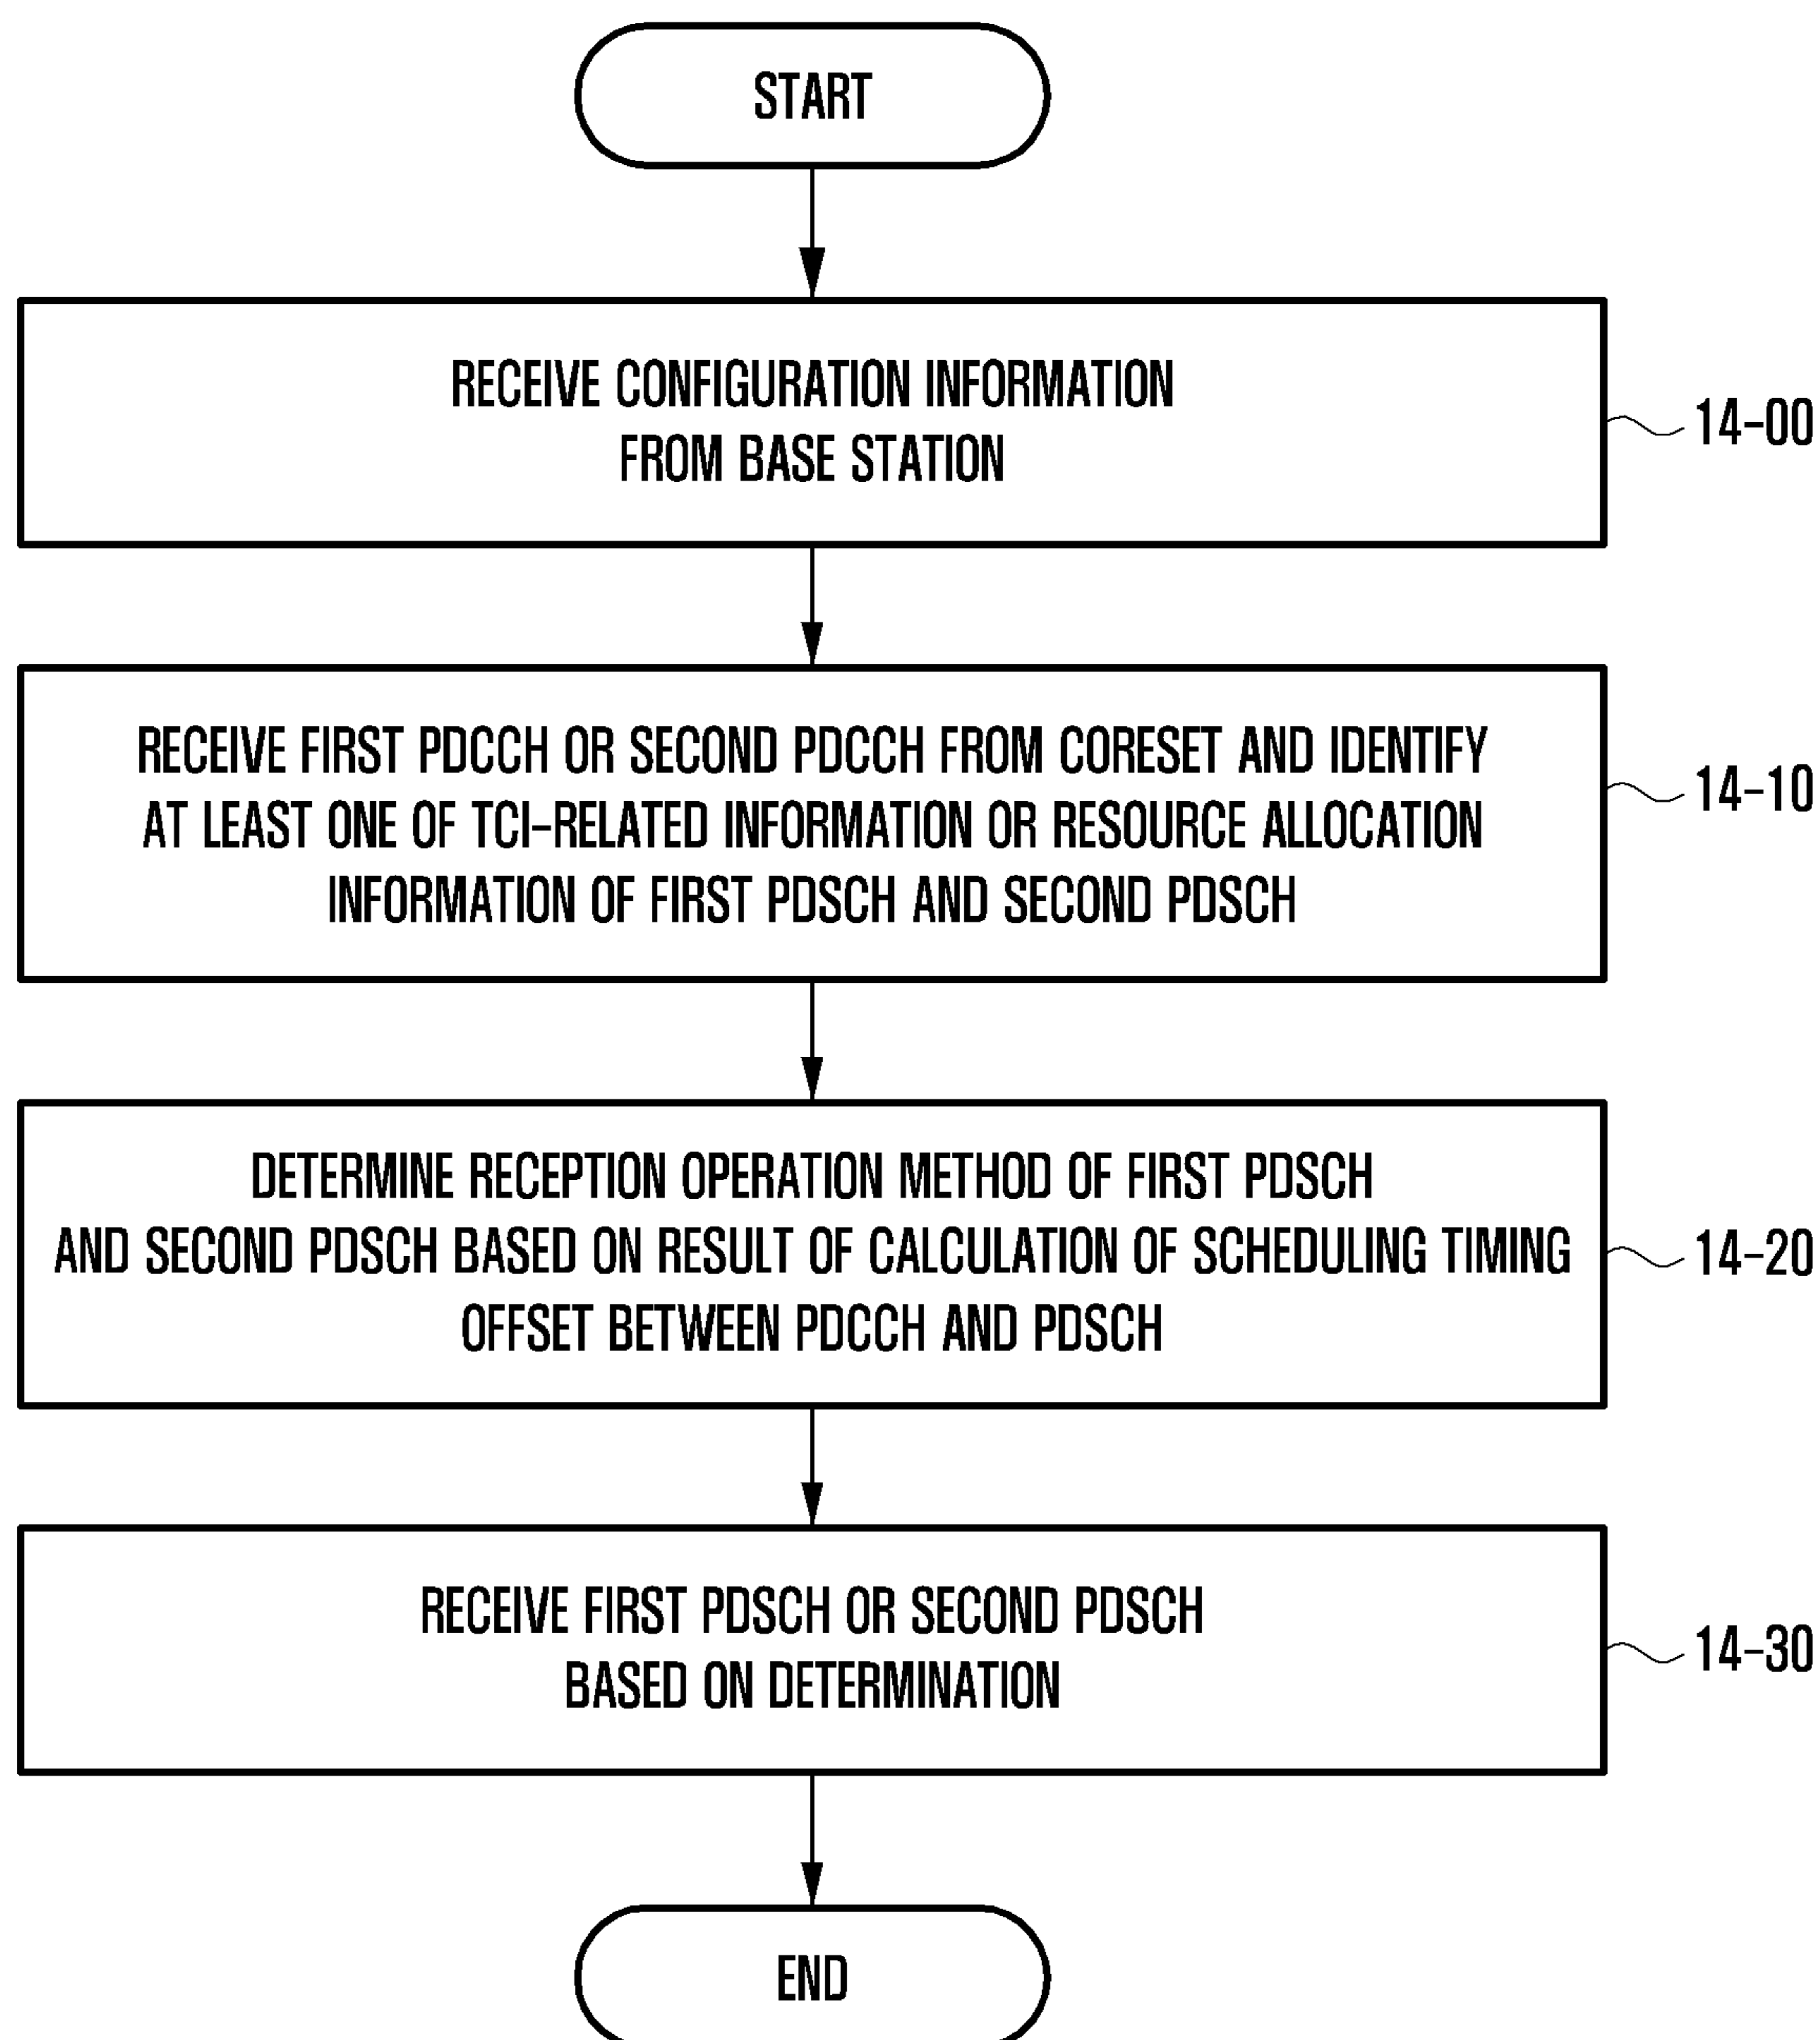 START
RECEIVE CONFIGURATION INFORMATION
FROM BASE STATION
14-00
RECEIVE FIRST PDCCH OR SECOND PDCCH FROM CORESET AND IDENTIFY
AT LEAST ONE OF TCI-RELATED INFORMATION OR RESOURCE ALLOCATION
INFORMATION OF FIRST PDSCH AND SECOND PDSCH
14-10
DETERMINE RECEPTION OPERATION METHOD OF FIRST PDSCH
AND SECOND PDSCH BASED ON RESULT OF CALCULATION OF SCHEDULING TIMING
OFFSET BETWEEN PDCCH AND PDSCH
14-20
RECEIVE FIRST PDSCH OR SECOND PDSCH
BASED ON DETERMINATION
14-30
END